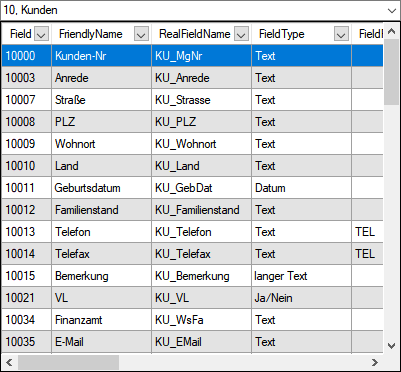 10, Kunden
Field FriendlyName RealFieldName FieldType
10000 Kunden-Nr KU_MgNr Text
10003 Anrede KU_Anrede Text
10007 Straße KU_Strasse Text
10008 PLZ KU_PLZ Text
10009 Wohnort KU_Wohnort Text
10010 Land KU_Land Text
10011 Geburtsdatum KU_GebDat Datum
10012 Familienstand KU_Familienstand Text
10013 Telefon KU_Telefon Text TEL
10014 Telefax KU_Telefax Text TEL
10015 Bemerkung KU_Bemerkung langer Text
10021 VL KU_VL Ja/Nein
10034 Finanzamt KU_WsFa Text
10035 E-Mail KU_EMail Text